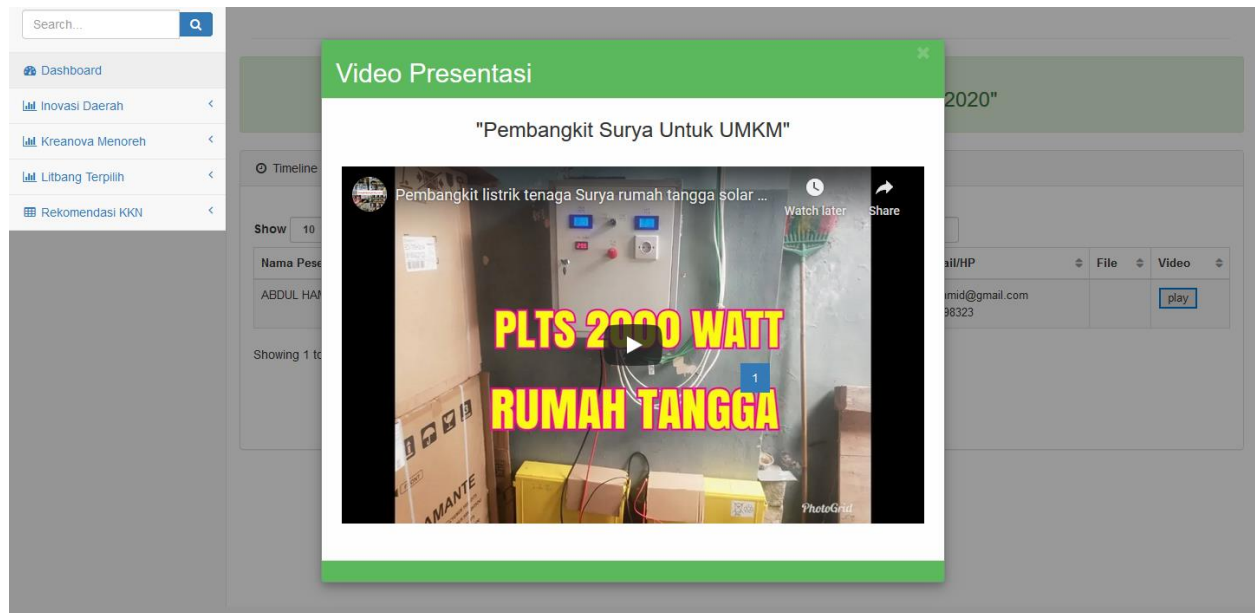 Search...
Dashboard
Inovasi Daerah
Kreanova Menoreh
Litbang Terpilih
Rekomendasi KKN
2020"
Timeline
Show 10
Nama Pese
ail/HP File Video
ABDUL HAM
mid@gmail.com
98323
play
Showing 1 to
1
Video Presentasi
×
"Pembangkit Surya Untuk UMKM"
Pembangkit listrik tenaga Surya rumah tangga solar ...
Watch later
Share
PLTS 2000 WATT
RUMAH TANGGA
AMANTE
PhotoGrid